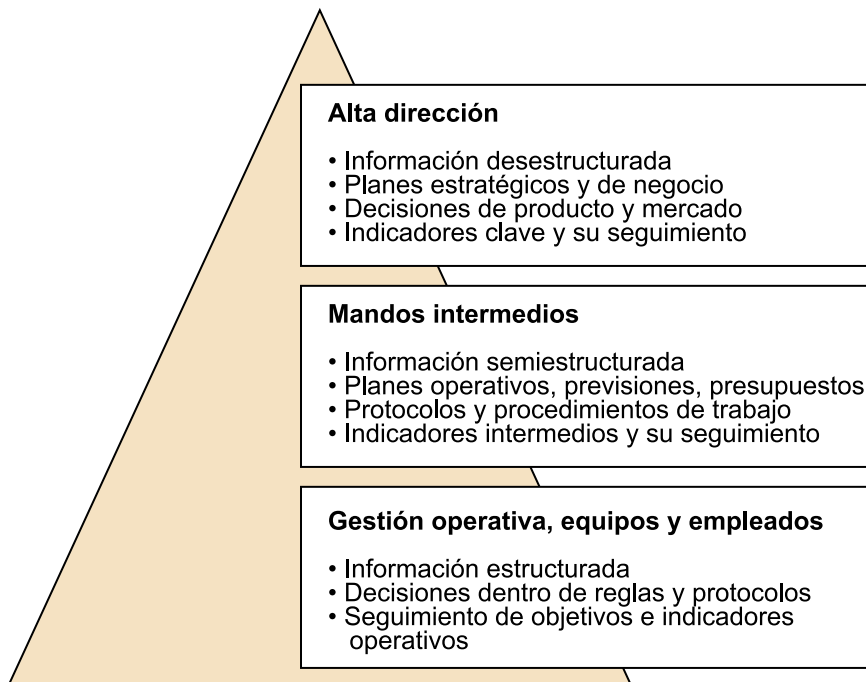 Alta dirección
• Información desestructurada
• Planes estratégicos y de negocio
• Decisiones de producto y mercado
• Indicadores clave y su seguimiento
Mandos intermedios
• Información semiestructurada
• Planes operativos, previsiones, presupuestos
• Protocolos y procedimientos de trabajo
• Indicadores intermedios y su seguimiento
Gestión operativa, equipos y empleados
• Información estructurada
• Decisiones dentro de reglas y protocolos
• Seguimiento de objetivos e indicadores
operativos